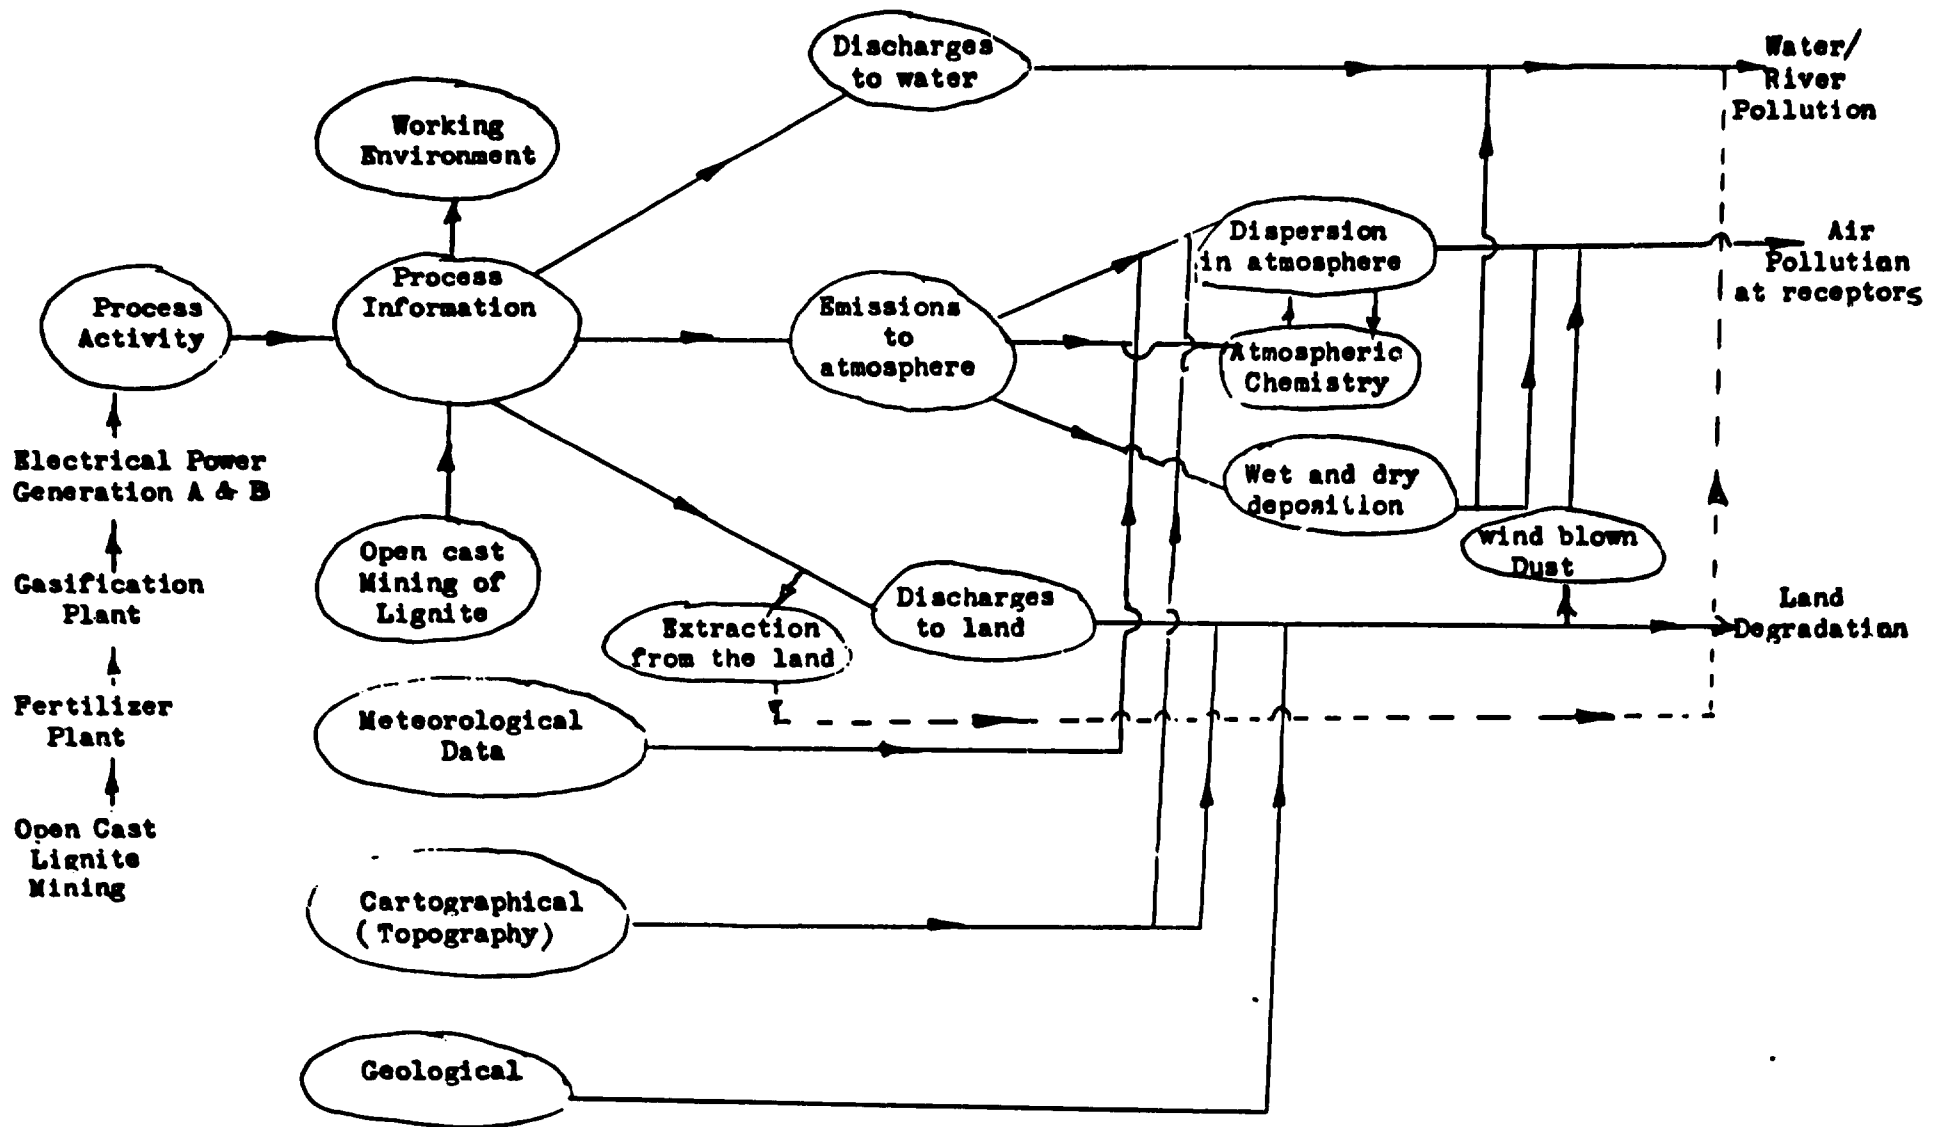 Discharges
to water
Water/
River
Pollution
Working
Environment
Dispersion
in atmosphere
Air
Pollution
at receptors
Process
Activity
Process
Information
Emissions
to
atmosphere
Atmospheric
Chemistry
Electrical Power
Generation A & B
Wet and dry
deposition
wind blown
Dust
Open cast
Mining of
Lignite
Gasification
Plant
Extraction
from the land
Discharges
to land
Land
Degradation
Fertilizer
Plant
Meteorological
Data
Open Cast
Lignite
Mining
Cartographical
(Topography)
Geological